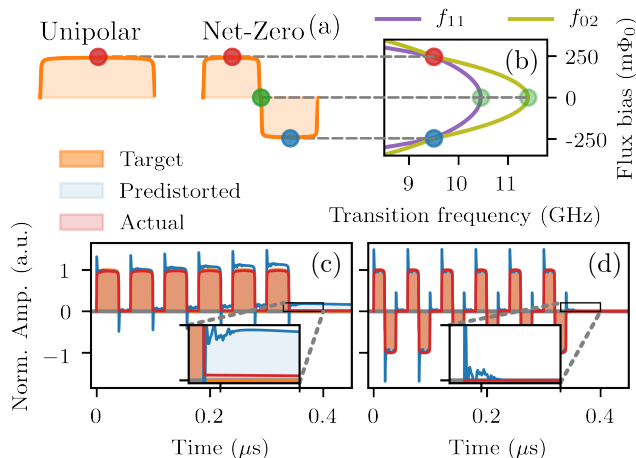 Unipolar
Net-Zero
(a)
f₁₁
f₀₂
(b)
250
0
-250
Flux bias (mΦ₀)
9
10
11
Transition frequency (GHz)
Target
Predistorted
Actual
(c)
(d)
1
0
−1
Norm. Amp. (a.u.)
0
0.2
0.4
0
0.2
0.4
Time (μs)
Time (μs)